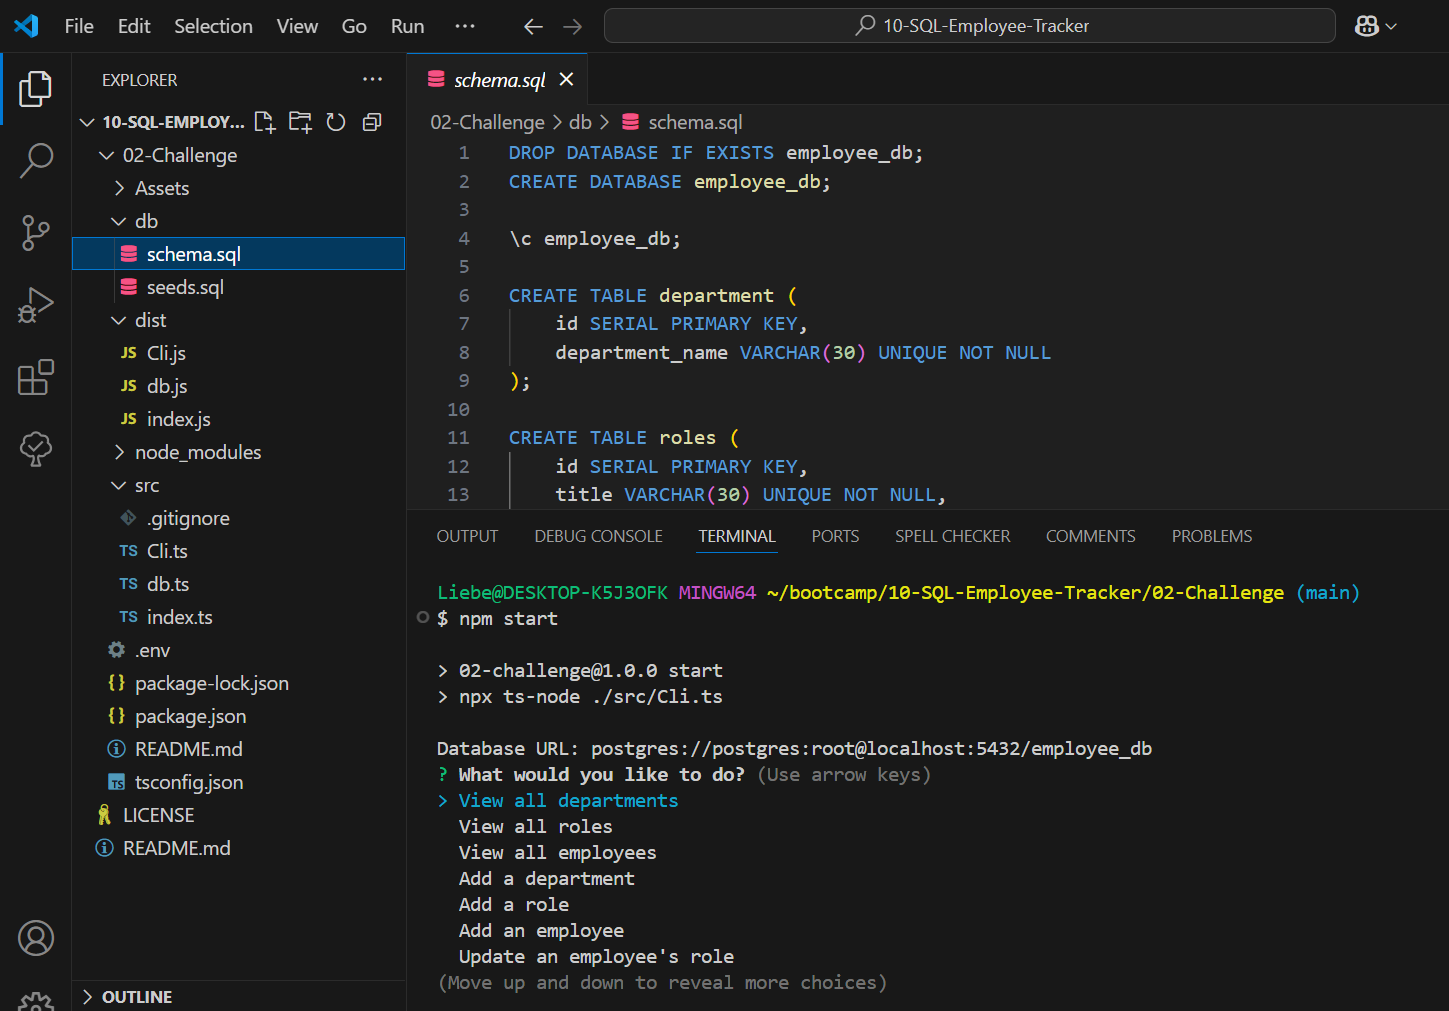 File Edit Selection View Go Run ··· ← → 10-SQL-Employee-Tracker
EXPLORER ···
10-SQL-EMPLOY...
02-Challenge
Assets
db
schema.sql
seeds.sql
dist
JS Cli.js
JS db.js
JS index.js
node_modules
src
.gitignore
TS Cli.ts
TS db.ts
TS index.ts
.env
{} package-lock.json
{} package.json
README.md
TS tsconfig.json
LICENSE
README.md
OUTLINE
schema.sql ×
02-Challenge > db > schema.sql
1 DROP DATABASE IF EXISTS employee_db;
2 CREATE DATABASE employee_db;
3
4 \c employee_db;
5
6 CREATE TABLE department (
7 id SERIAL PRIMARY KEY,
8 department_name VARCHAR(30) UNIQUE NOT NULL
9 );
10
11 CREATE TABLE roles (
12 id SERIAL PRIMARY KEY,
13 title VARCHAR(30) UNIQUE NOT NULL,
OUTPUT DEBUG CONSOLE TERMINAL PORTS SPELL CHECKER COMMENTS PROBLEMS
Liebe@DESKTOP-K5J3OFK MINGW64 ~/bootcamp/10-SQL-Employee-Tracker/02-Challenge (main)
$ npm start
> 02-challenge@1.0.0 start
> npx ts-node ./src/Cli.ts
Database URL: postgres://postgres:root@localhost:5432/employee_db
? What would you like to do? (Use arrow keys)
> View all departments
View all roles
View all employees
Add a department
Add a role
Add an employee
Update an employee's role
(Move up and down to reveal more choices)